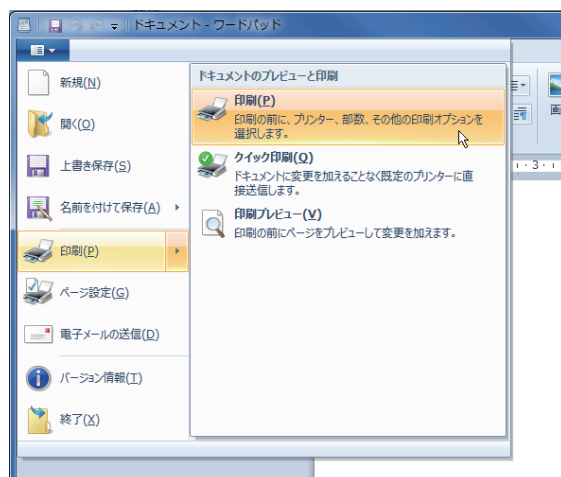 ドキュメント - ワードパッド
新規(N)
開く(O)
上書き保存(S)
名前を付けて保存(A)
印刷(P)
ページ設定(G)
電子メールの送信(D)
バージョン情報(T)
終了(X)
ドキュメントのプレビューと印刷
印刷(P)
印刷の前に、プリンター、部数、その他の印刷オプションを
選択します。
クイック印刷(Q)
ドキュメントに変更を加えることなく既定のプリンターに直
接送信します。
印刷プレビュー(V)
印刷の前にページをプレビューして変更を加えます。
画
3